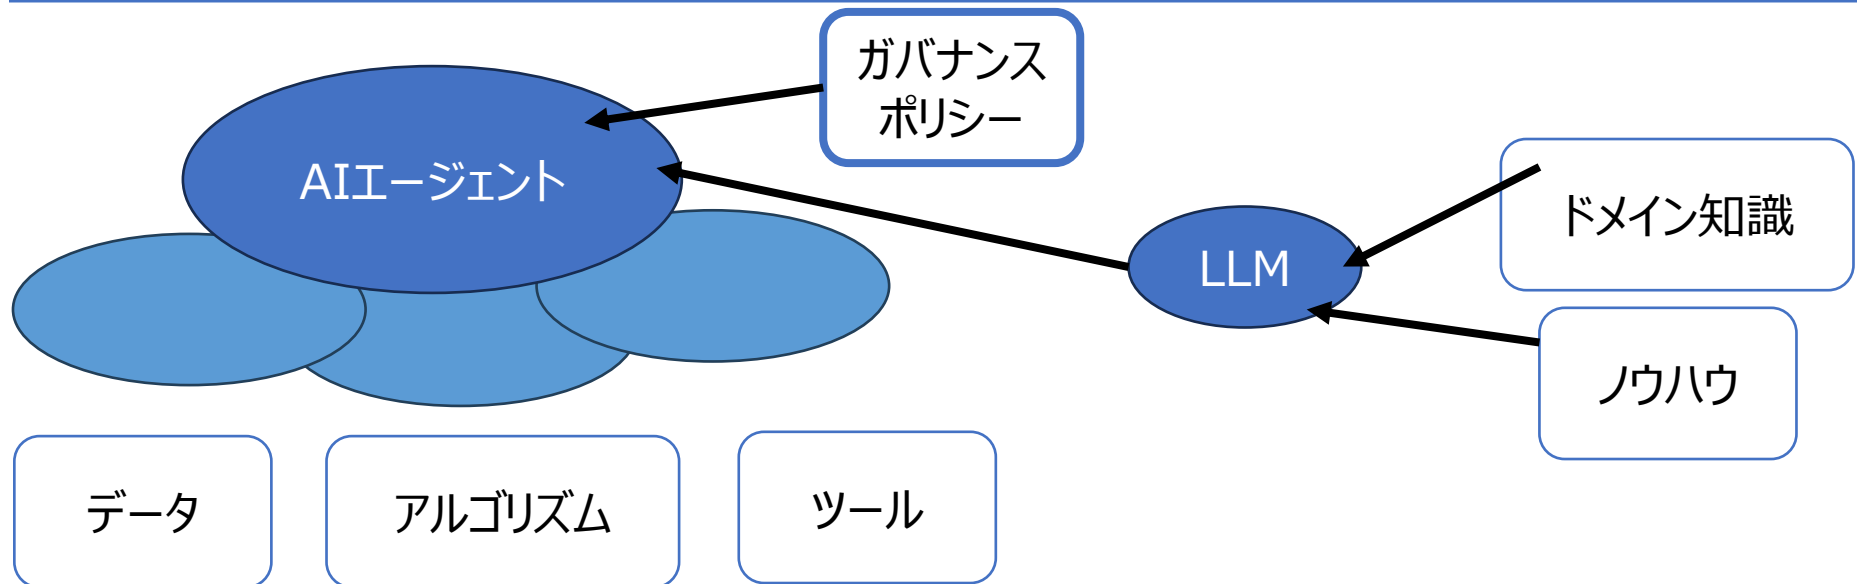 ガバナンス
ポリシー
AIエージェント
ドメイン知識
LLM
ノウハウ
データ
アルゴリズム
ツール